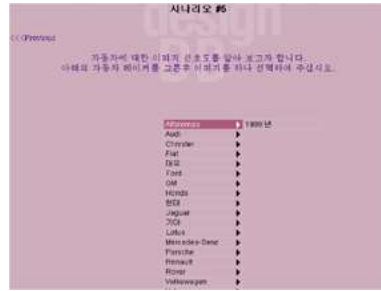 시나리오 #6
design
<<<Previous
자동차에 대한 이미지 선호도를 알아 보고자 합니다.
아래의 자동차 메이커를 고른후 이미지를 하나 선택하여 주십시요.
1999 년
Audi
Chrysler
Fiat
대우
Ford
GM
Honda
현대
Jaguar
기아
Lotus
Mercedes-Benz
Porsche
Renault
Rover
Volkswagen